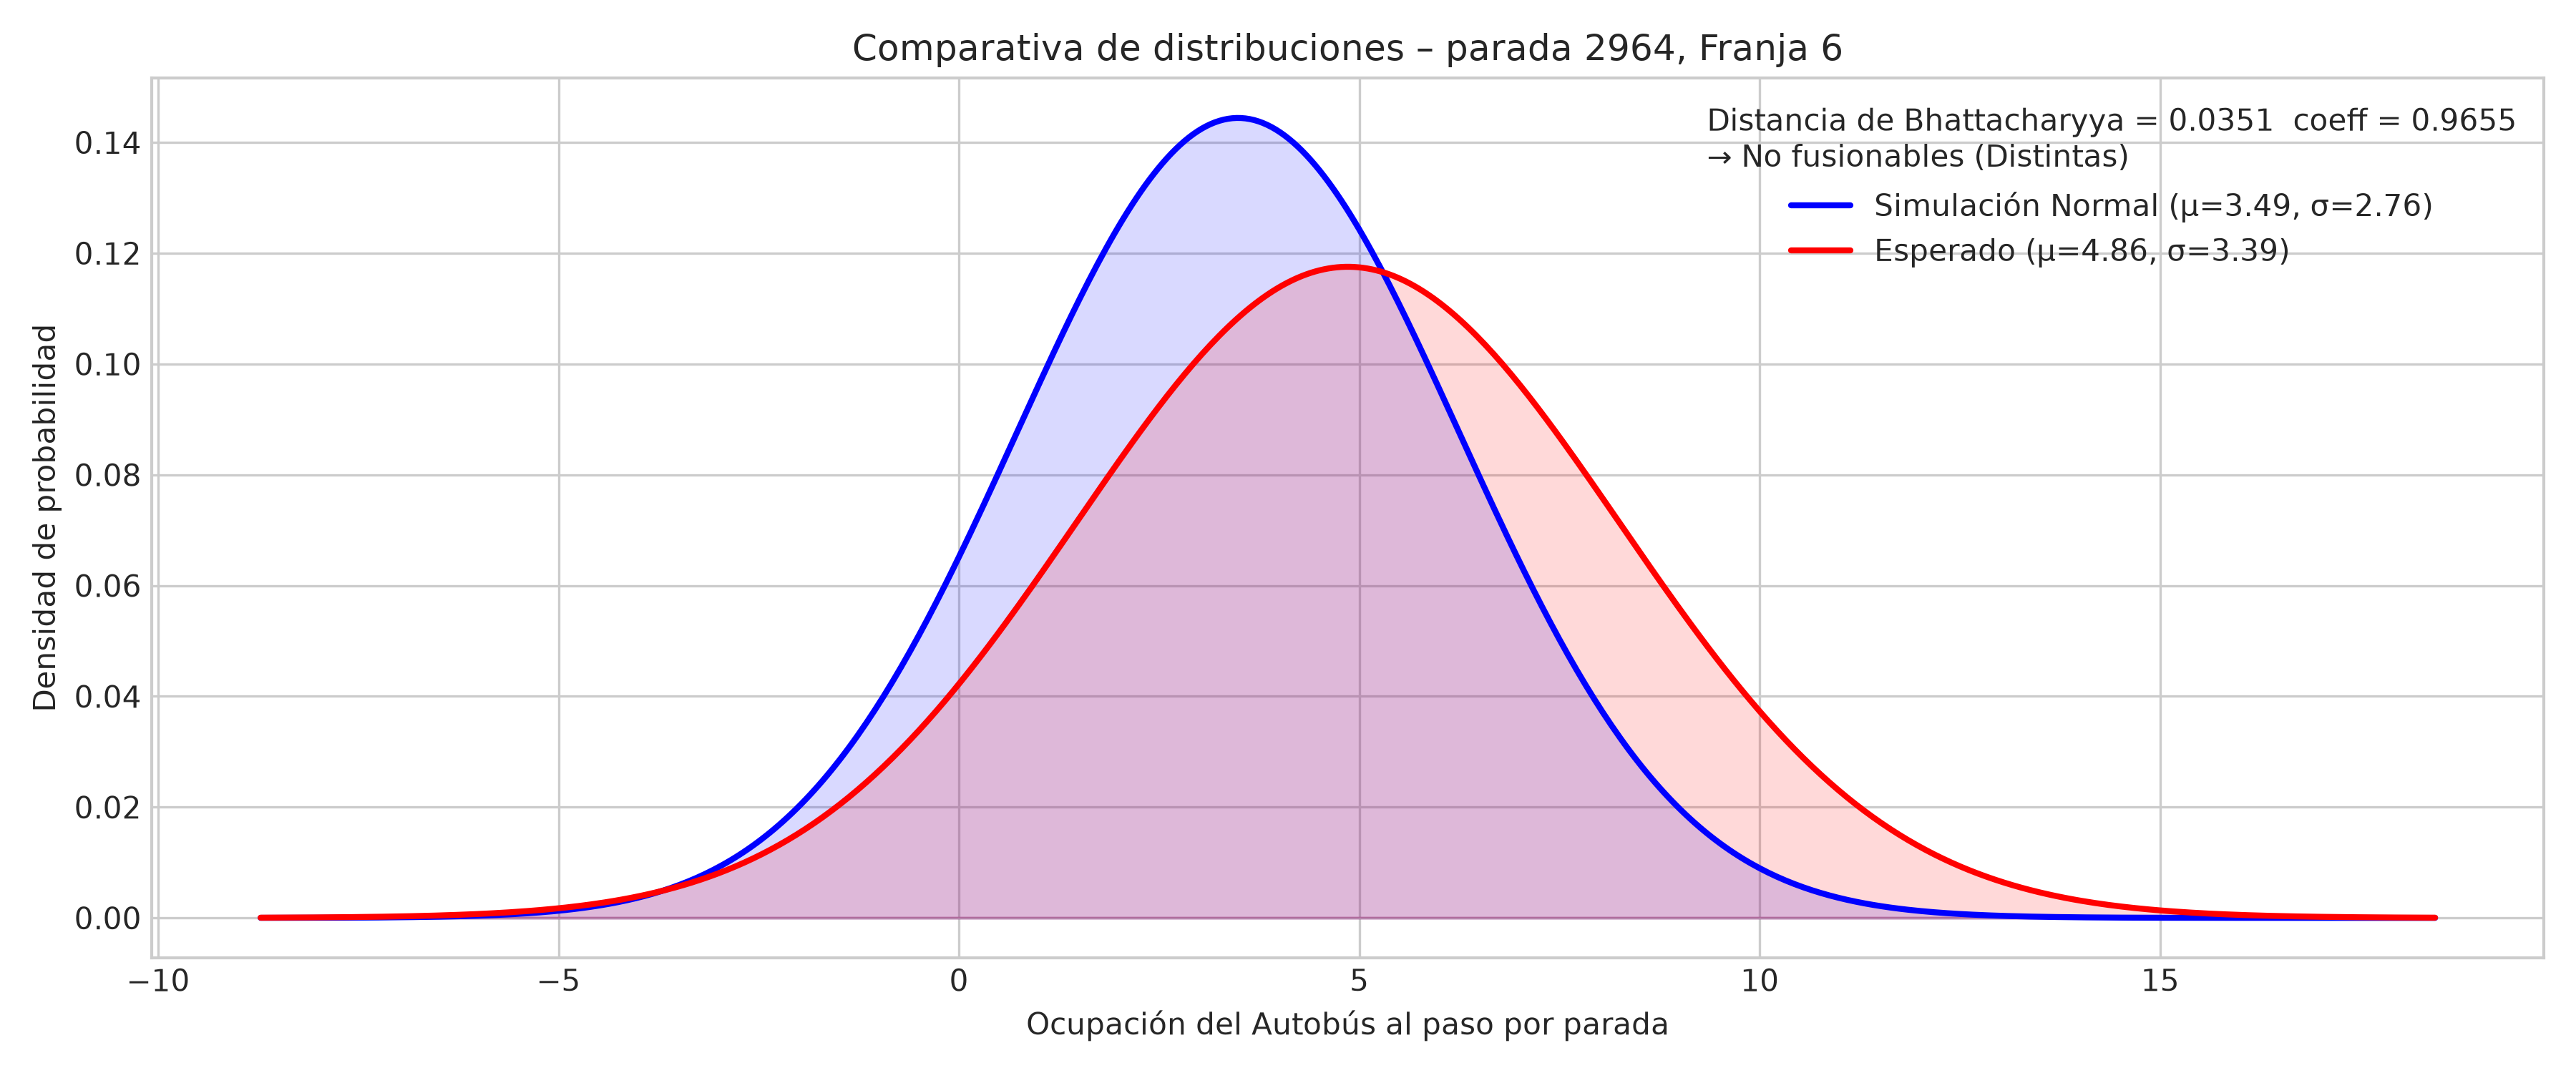 Comparativa de distribuciones – parada 2964, Franja 6
Distancia de Bhattacharyya = 0.0351  coeff = 0.9655
→ No fusionables (Distintas)
Simulación Normal (μ=3.49, σ=2.76)
Esperado (μ=4.86, σ=3.39)
Densidad de probabilidad
0.14
0.12
0.10
0.08
0.06
0.04
0.02
0.00
−10 −5 0 5 10 15
Ocupación del Autobús al paso por parada